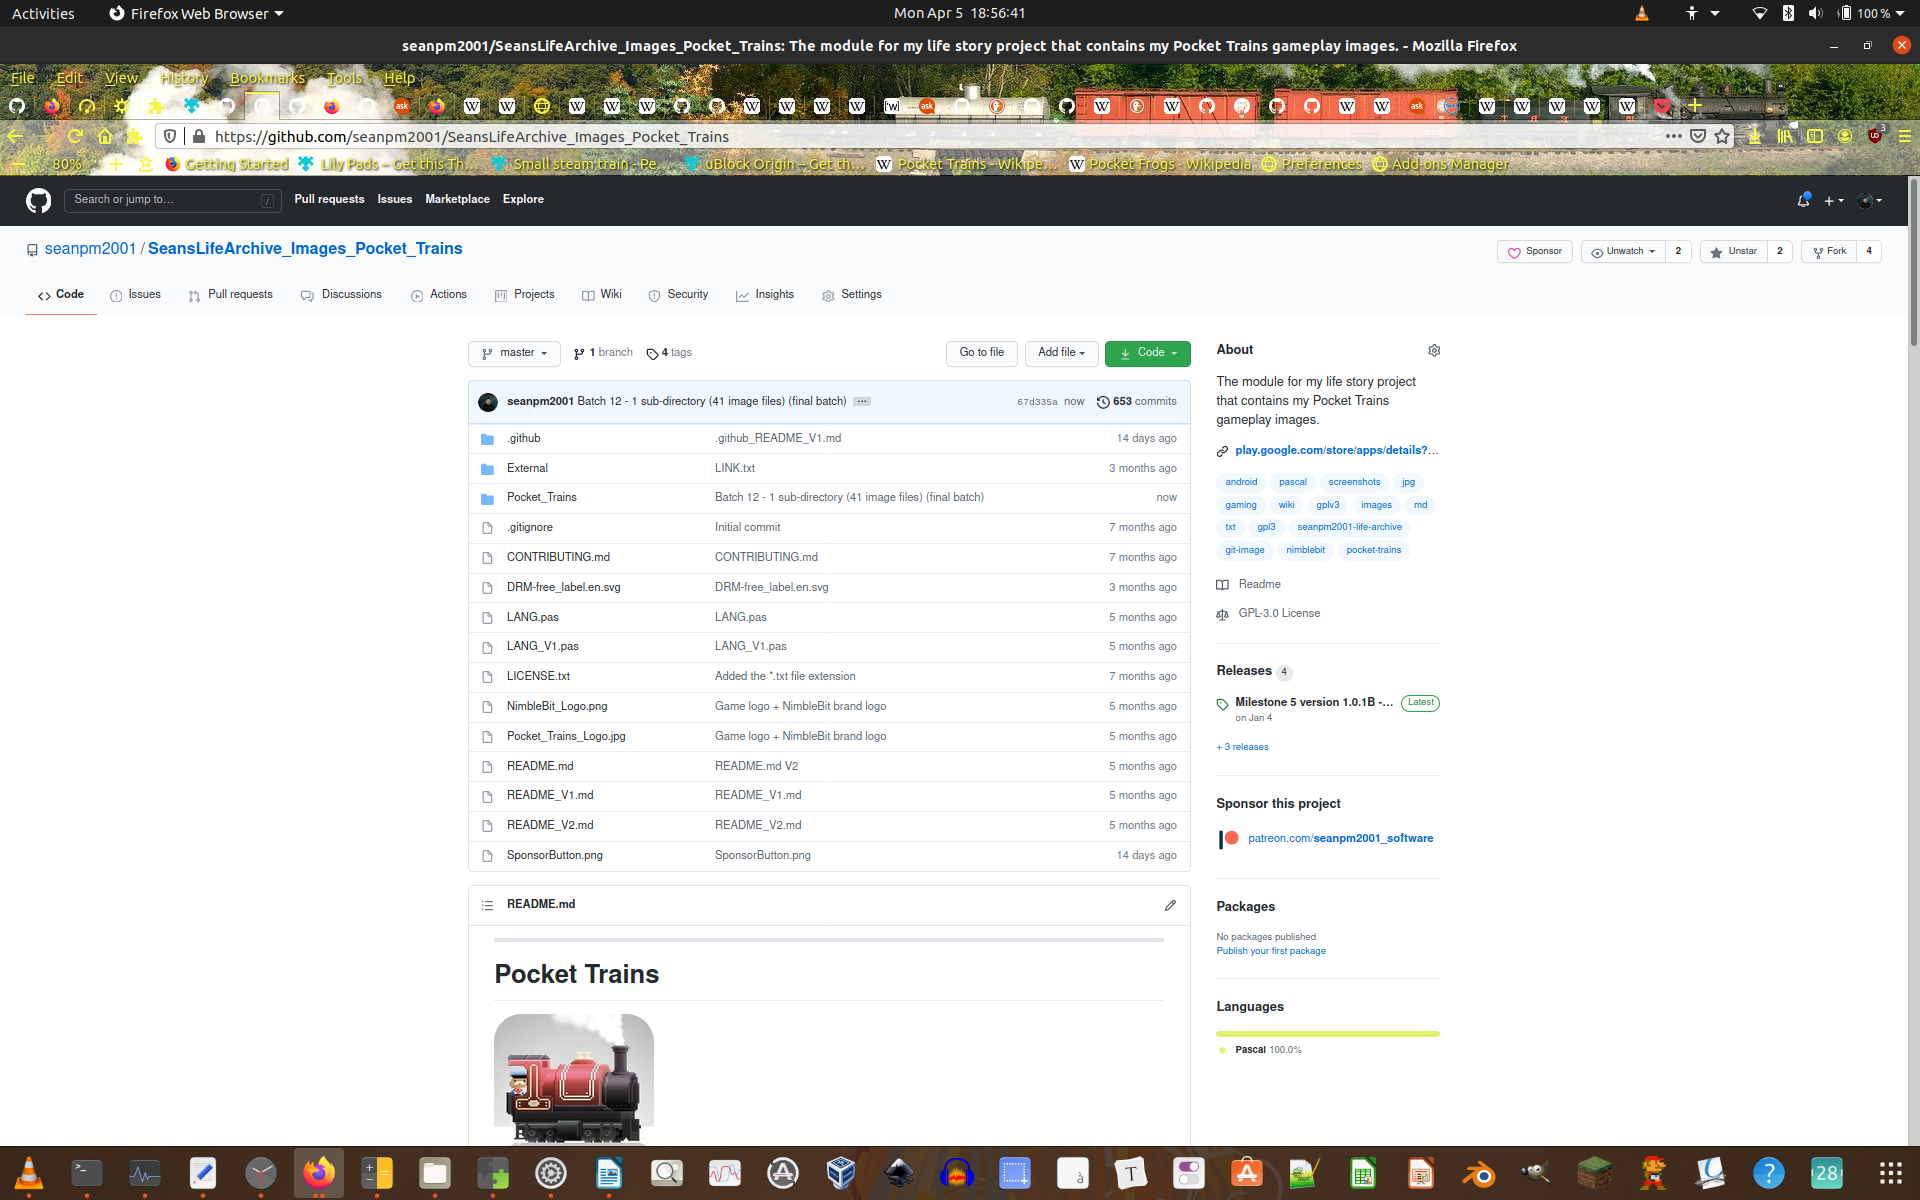 Activities
Firefox Web Browser
Mon Apr 5 18:56:41
100 %
seanpm2001/SeansLifeArchive_Images_Pocket_Trains: The module for my life story project that contains my Pocket Trains gameplay images. - Mozilla Firefox
File Edit View History Bookmarks Tools Help
https://github.com/seanpm2001/SeansLifeArchive_Images_Pocket_Trains
80%
Getting Started
Lily Pads – Get this Th…
Small steam train - Pe…
uBlock Origin – Get th…
Pocket Trains - Wikipe…
Pocket Frogs - Wikipedia
Preferences
Add-ons Manager
Search or jump to…
/
Pull requests
Issues
Marketplace
Explore
seanpm2001 / SeansLifeArchive_Images_Pocket_Trains
Sponsor
Unwatch 2
Unstar 2
Fork 4
Code
Issues
Pull requests
Discussions
Actions
Projects
Wiki
Security
Insights
Settings
master
1 branch
4 tags
Go to file
Add file
Code
seanpm2001 Batch 12 - 1 sub-directory (41 image files) (final batch) ...
67d335a now
653 commits
.github .github_README_V1.md 14 days ago
External LINK.txt 3 months ago
Pocket_Trains Batch 12 - 1 sub-directory (41 image files) (final batch) now
.gitignore Initial commit 7 months ago
CONTRIBUTING.md CONTRIBUTING.md 7 months ago
DRM-free_label.en.svg DRM-free_label.en.svg 3 months ago
LANG.pas LANG.pas 5 months ago
LANG_V1.pas LANG_V1.pas 5 months ago
LICENSE.txt Added the *.txt file extension 7 months ago
NimbleBit_Logo.png Game logo + NimbleBit brand logo 5 months ago
Pocket_Trains_Logo.jpg Game logo + NimbleBit brand logo 5 months ago
README.md README.md V2 5 months ago
README_V1.md README_V1.md 5 months ago
README_V2.md README_V2.md 5 months ago
SponsorButton.png SponsorButton.png 14 days ago
README.md
Pocket Trains
About
The module for my life story project
that contains my Pocket Trains
gameplay images.
play.google.com/store/apps/details?…
android pascal screenshots jpg
gaming wiki gplv3 images md
txt gpl3 seanpm2001-life-archive
git-image nimblebit pocket-trains
Readme
GPL-3.0 License
Releases 4
Milestone 5 version 1.0.1B -… Latest
on Jan 4
+ 3 releases
Sponsor this project
patreon.com/seanpm2001_software
Packages
No packages published
Publish your first package
Languages
Pascal 100.0%
28